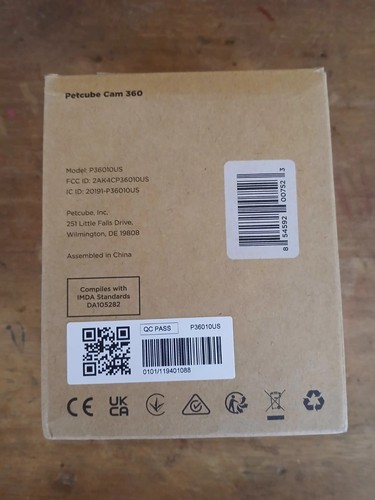 Petcube Cam 360
Model: P36010US
FCC ID: 2AK4CP36010US
IC ID: 20191-P36010US
Petcube, Inc.
251 Little Falls Drive,
Wilmington, DE 19808
Assembled in China
8 54592 00752 3
Compiles with
IMDA Standards
DA105282
QC PASS P36010US
0101/119401088
CE UK CA